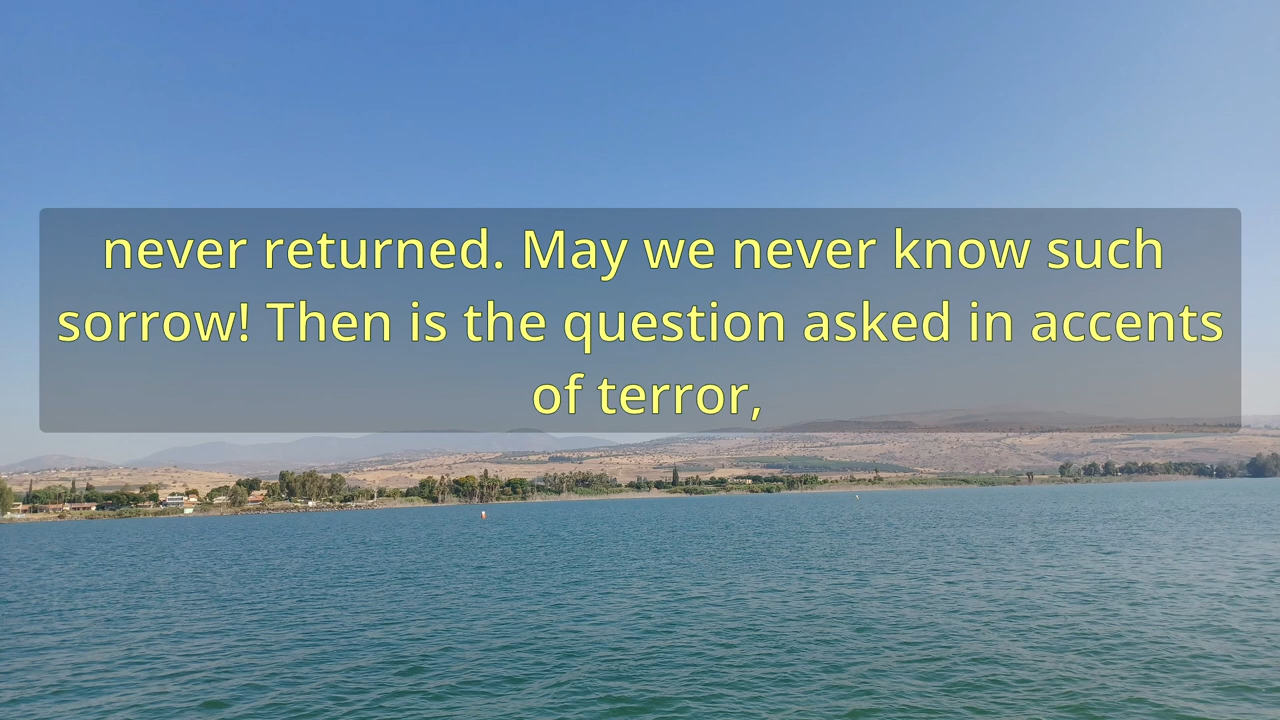 never returned. May we never know such
sorrow! Then is the question asked in accents
of terror,